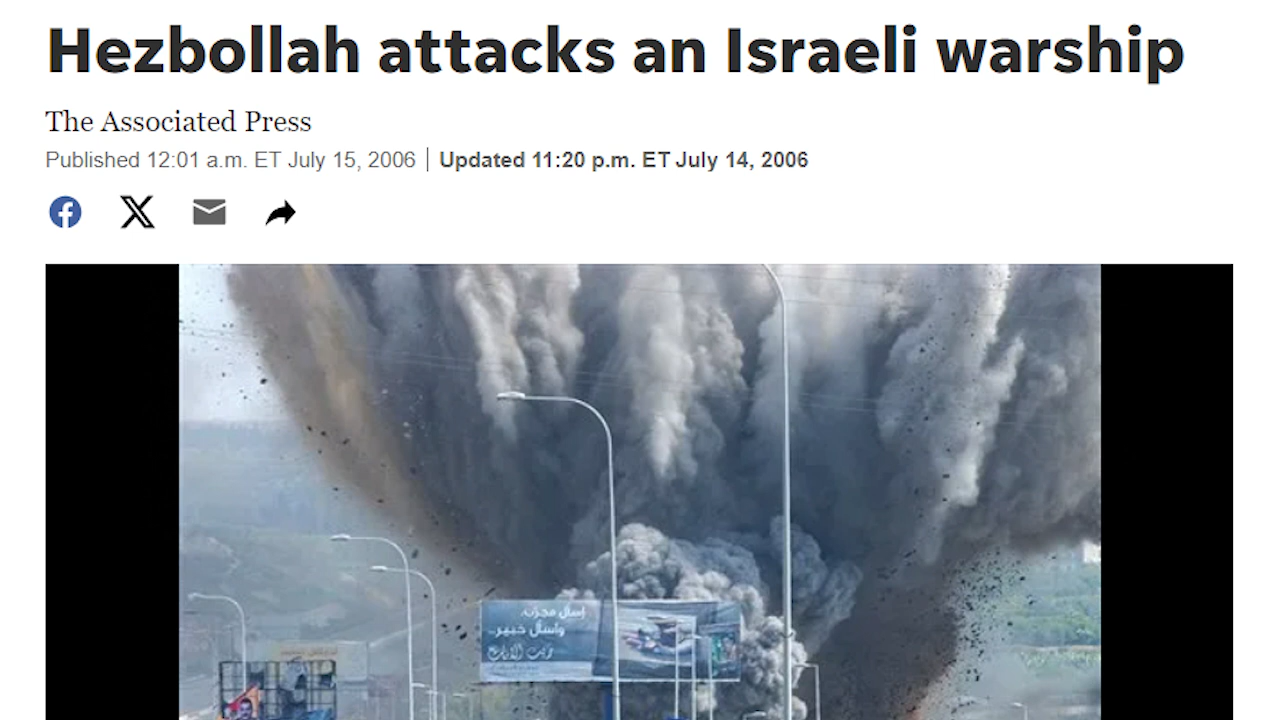 Hezbollah attacks an Israeli warship
The Associated Press
Published 12:01 a.m. ET July 15, 2006 | Updated 11:20 p.m. ET July 14, 2006
إسأل مجرّب
واسأل خبير...